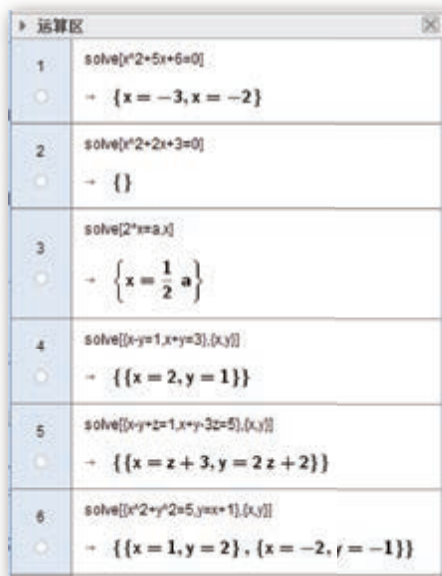 运算区
1
solve[x^2+5x+6=0]
→ {x = −3, x = −2}
2
solve[x^2+2x+3=0]
→ {}
3
solve[2*x=a,x]
→ {x = 1/2 a}
4
solve[{x-y=1,x+y=3},{x,y}]
→ {{x = 2, y = 1}}
5
solve[{x-y+z=1,x+y-3z=5},{x,y}]
→ {{x = z + 3, y = 2 z + 2}}
6
solve[{x^2+y^2=5,y=x+1},{x,y}]
→ {{x = 1, y = 2} , {x = −2, y = −1}}